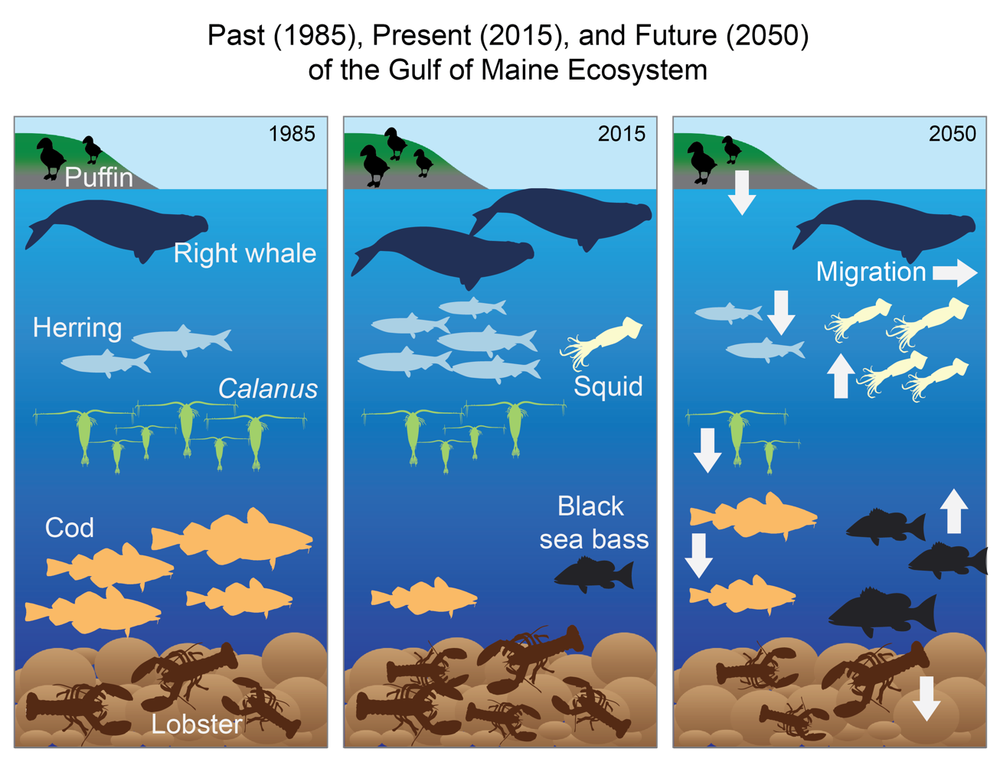 Past (1985), Present (2015), and Future (2050)
of the Gulf of Maine Ecosystem
1985
Puffin
Right whale
Herring
Calanus
Cod
Lobster
2015
Squid
Black
sea bass
2050
Migration